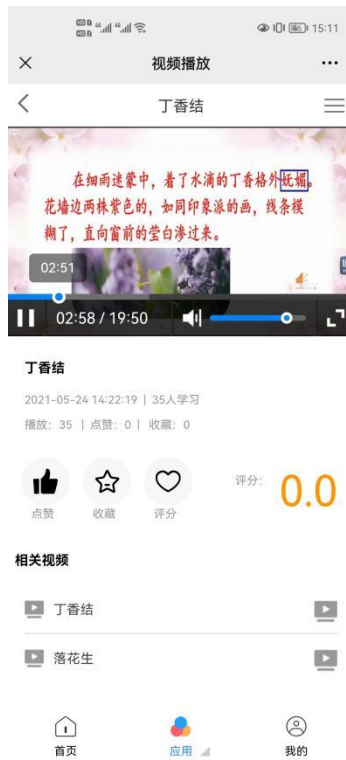 46 15:11
视频播放
丁香结
在细雨迷蒙中，着了水滴的丁香格外妩媚。
花墙边两株紫色的，如同印象派的画，线条模
糊了，直向窗前的莹白渗过来。
02:51
02:58 / 19:50
丁香结
2021-05-24 14:22:19 | 35人学习
播放：35 | 点赞：0 | 收藏：0
点赞 收藏 评分 评分： 0.0
相关视频
丁香结
落花生
首页 应用 我的